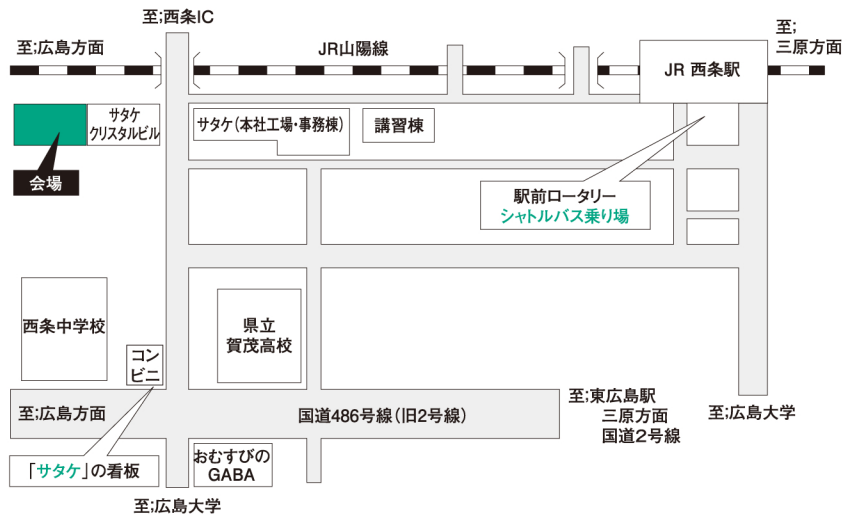 至;西条IC
至;広島方面
JR山陽線
至;
三原方面
JR 西条駅
サタケ
クリスタルビル
サタケ(本社工場・事務棟)
講習棟
会場
駅前ロータリー
シャトルバス乗り場
西条中学校
コン
ビニ
県立
賀茂高校
至;広島方面
国道486号線(旧2号線)
至;東広島駅
三原方面
国道2号線
至;広島大学
「サタケ」の看板
おむすびの
GABA
至;広島大学